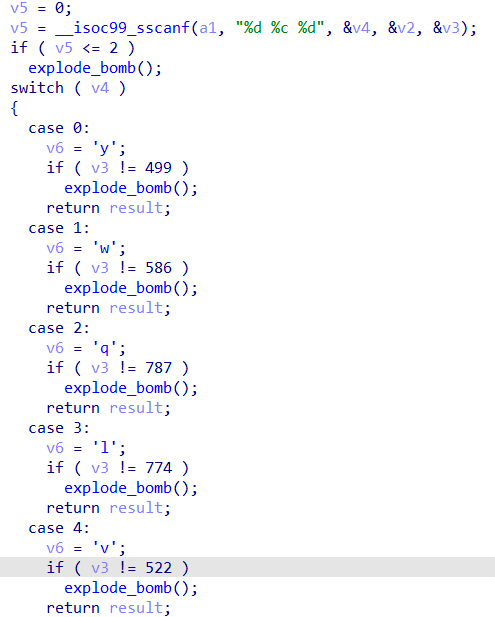 v5 = 0;
v5 = __isoc99_sscanf(a1, "%d %c %d", &v4, &v2, &v3);
if ( v5 <= 2 )
explode_bomb();
switch ( v4 )
{
case 0:
v6 = 'y';
if ( v3 != 499 )
explode_bomb();
return result;
case 1:
v6 = 'w';
if ( v3 != 586 )
explode_bomb();
return result;
case 2:
v6 = 'q';
if ( v3 != 787 )
explode_bomb();
return result;
case 3:
v6 = 'l';
if ( v3 != 774 )
explode_bomb();
return result;
case 4:
v6 = 'v';
if ( v3 != 522 )
explode_bomb();
return result;